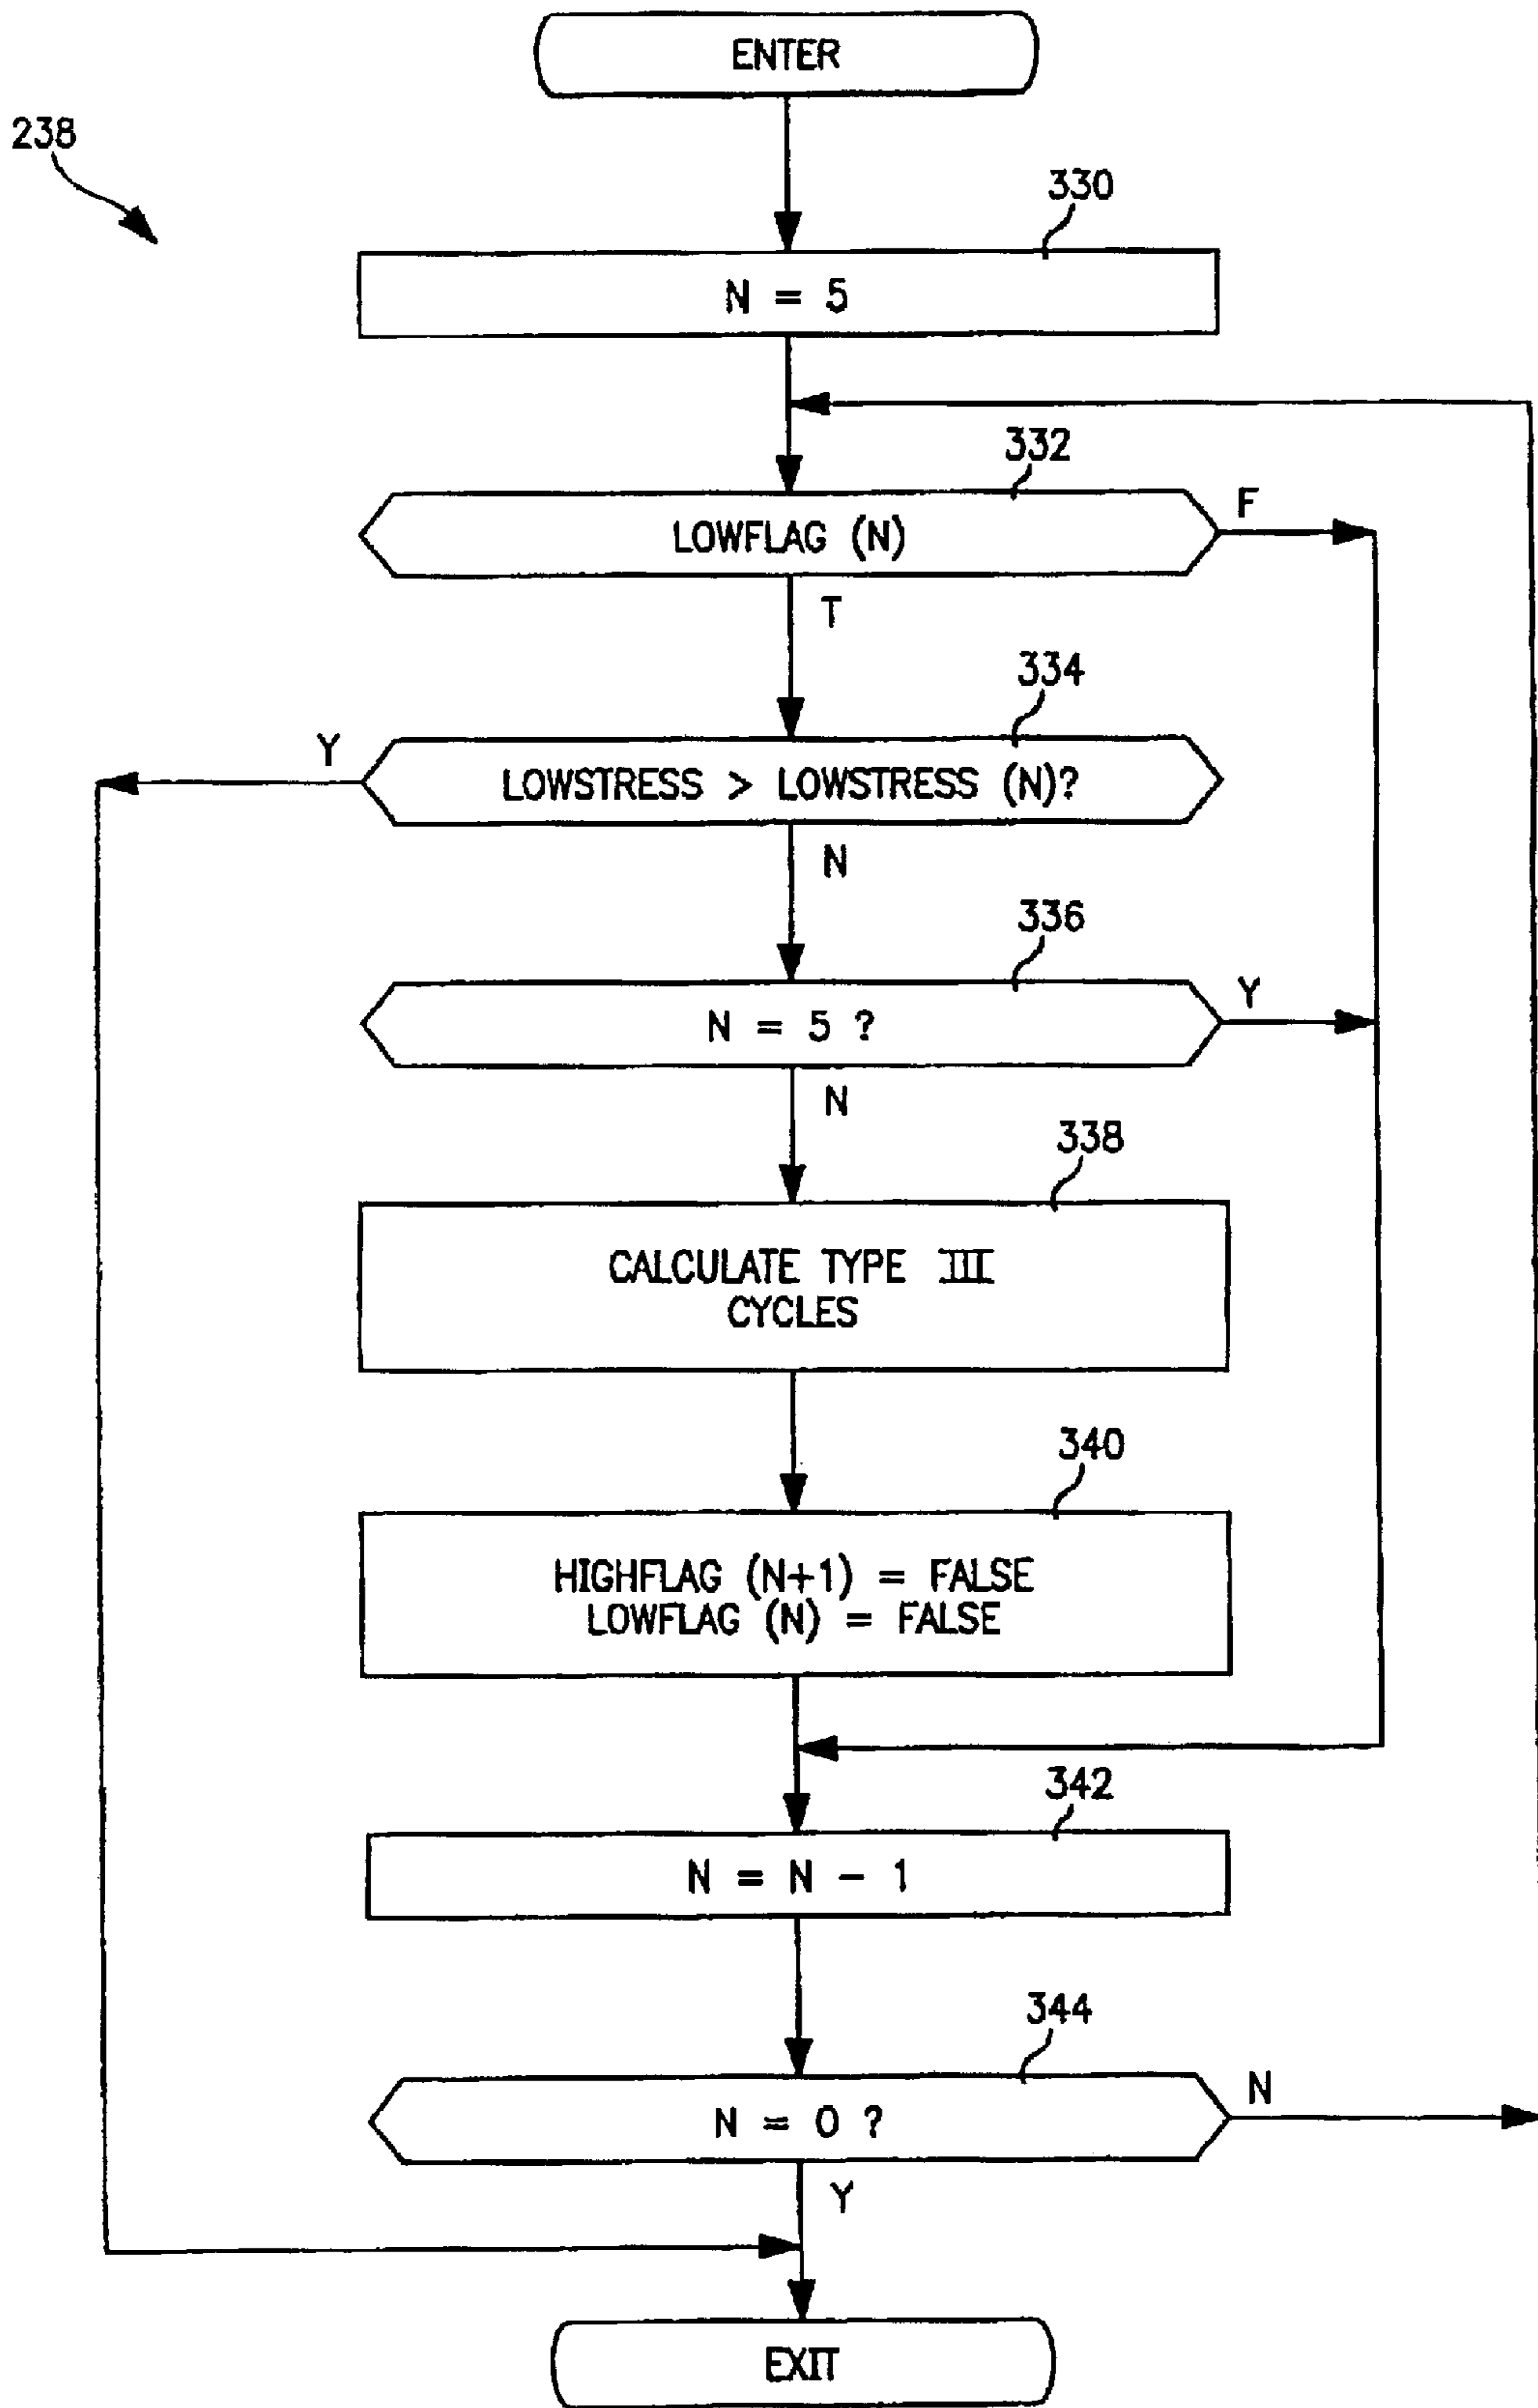 ENTER
238
330
N = 5
332
LOWFLAG (N)
F
T
334
Y
LOWSTRESS > LOWSTRESS (N)?
N
336
N = 5 ?
Y
N
338
CALCULATE TYPE III
CYCLES
340
HIGHFLAG (N+1) = FALSE
LOWFLAG (N) = FALSE
342
N = N - 1
344
N = 0 ?
N
Y
EXIT